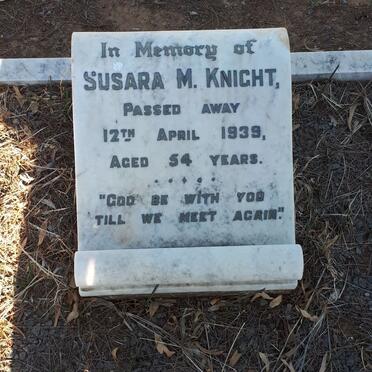 In Memory of
SUSARA M. KNIGHT,
PASSED AWAY
12TH APRIL 1939,
AGED 54 YEARS.
"GOD BE WITH YOU
TILL WE MEET AGAIN".